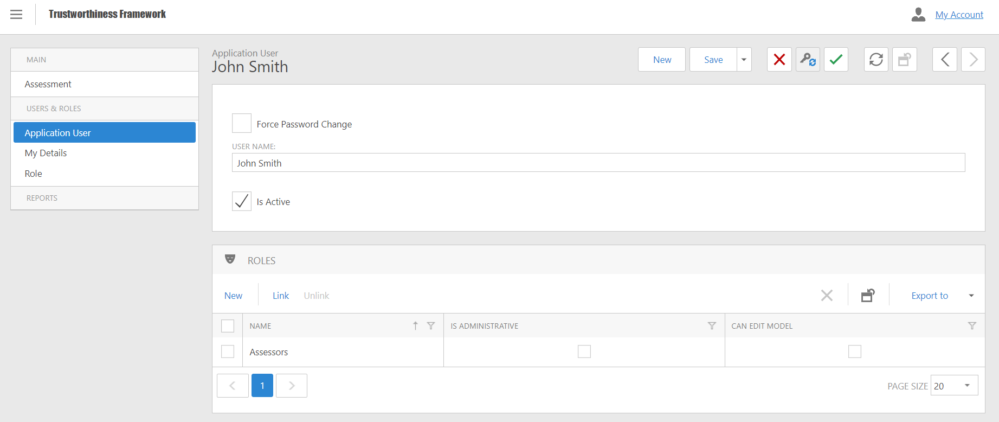 Trustworthiness Framework
My Account
MAIN
Assessment
USERS & ROLES
Application User
My Details
Role
REPORTS
Application User
John Smith
New
Save
Force Password Change
USER NAME:
John Smith
Is Active
ROLES
New
Link
Unlink
Export to
NAME
IS ADMINISTRATIVE
CAN EDIT MODEL
Assessors
1
PAGE SIZE
20